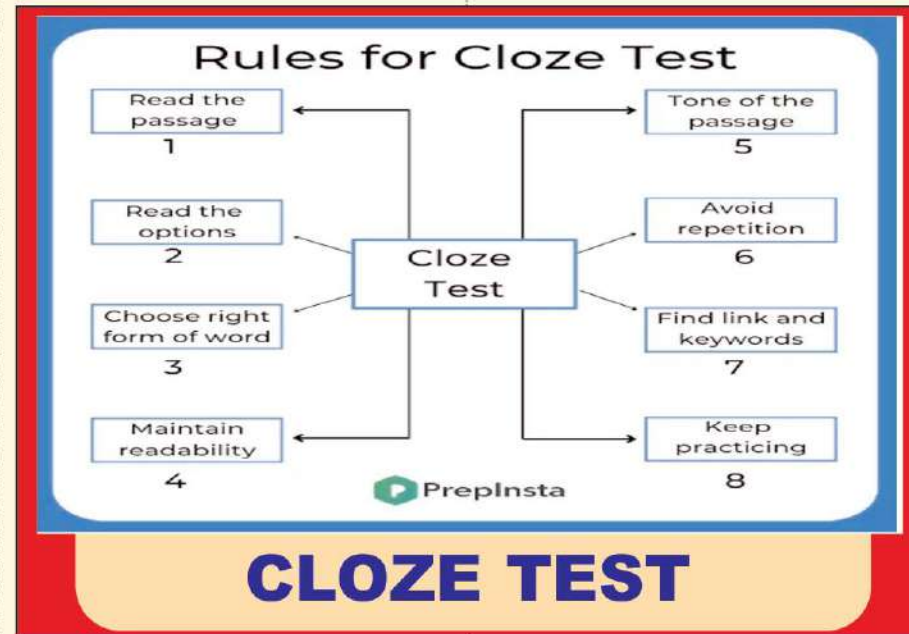 Rules for Cloze Test
Read the
passage
1
Read the
options
2
Choose right
form of word
3
Maintain
readability
4
Cloze
Test
Tone of the
passage
5
Avoid
repetition
6
Find link and
keywords
7
Keep
practicing
8
PrepInsta
CLOZE TEST